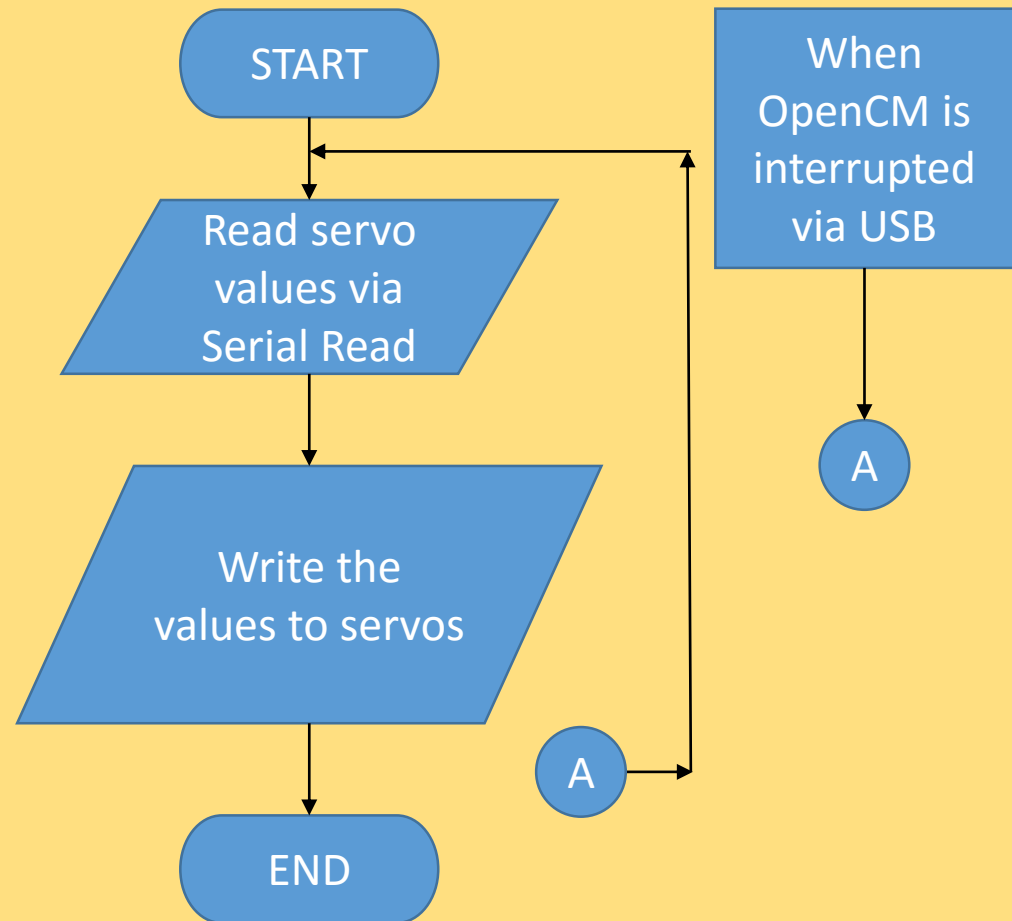 START
Read servo
values via
Serial Read
Write the
values to servos
END
A
When
OpenCM is
interrupted
via USB
A